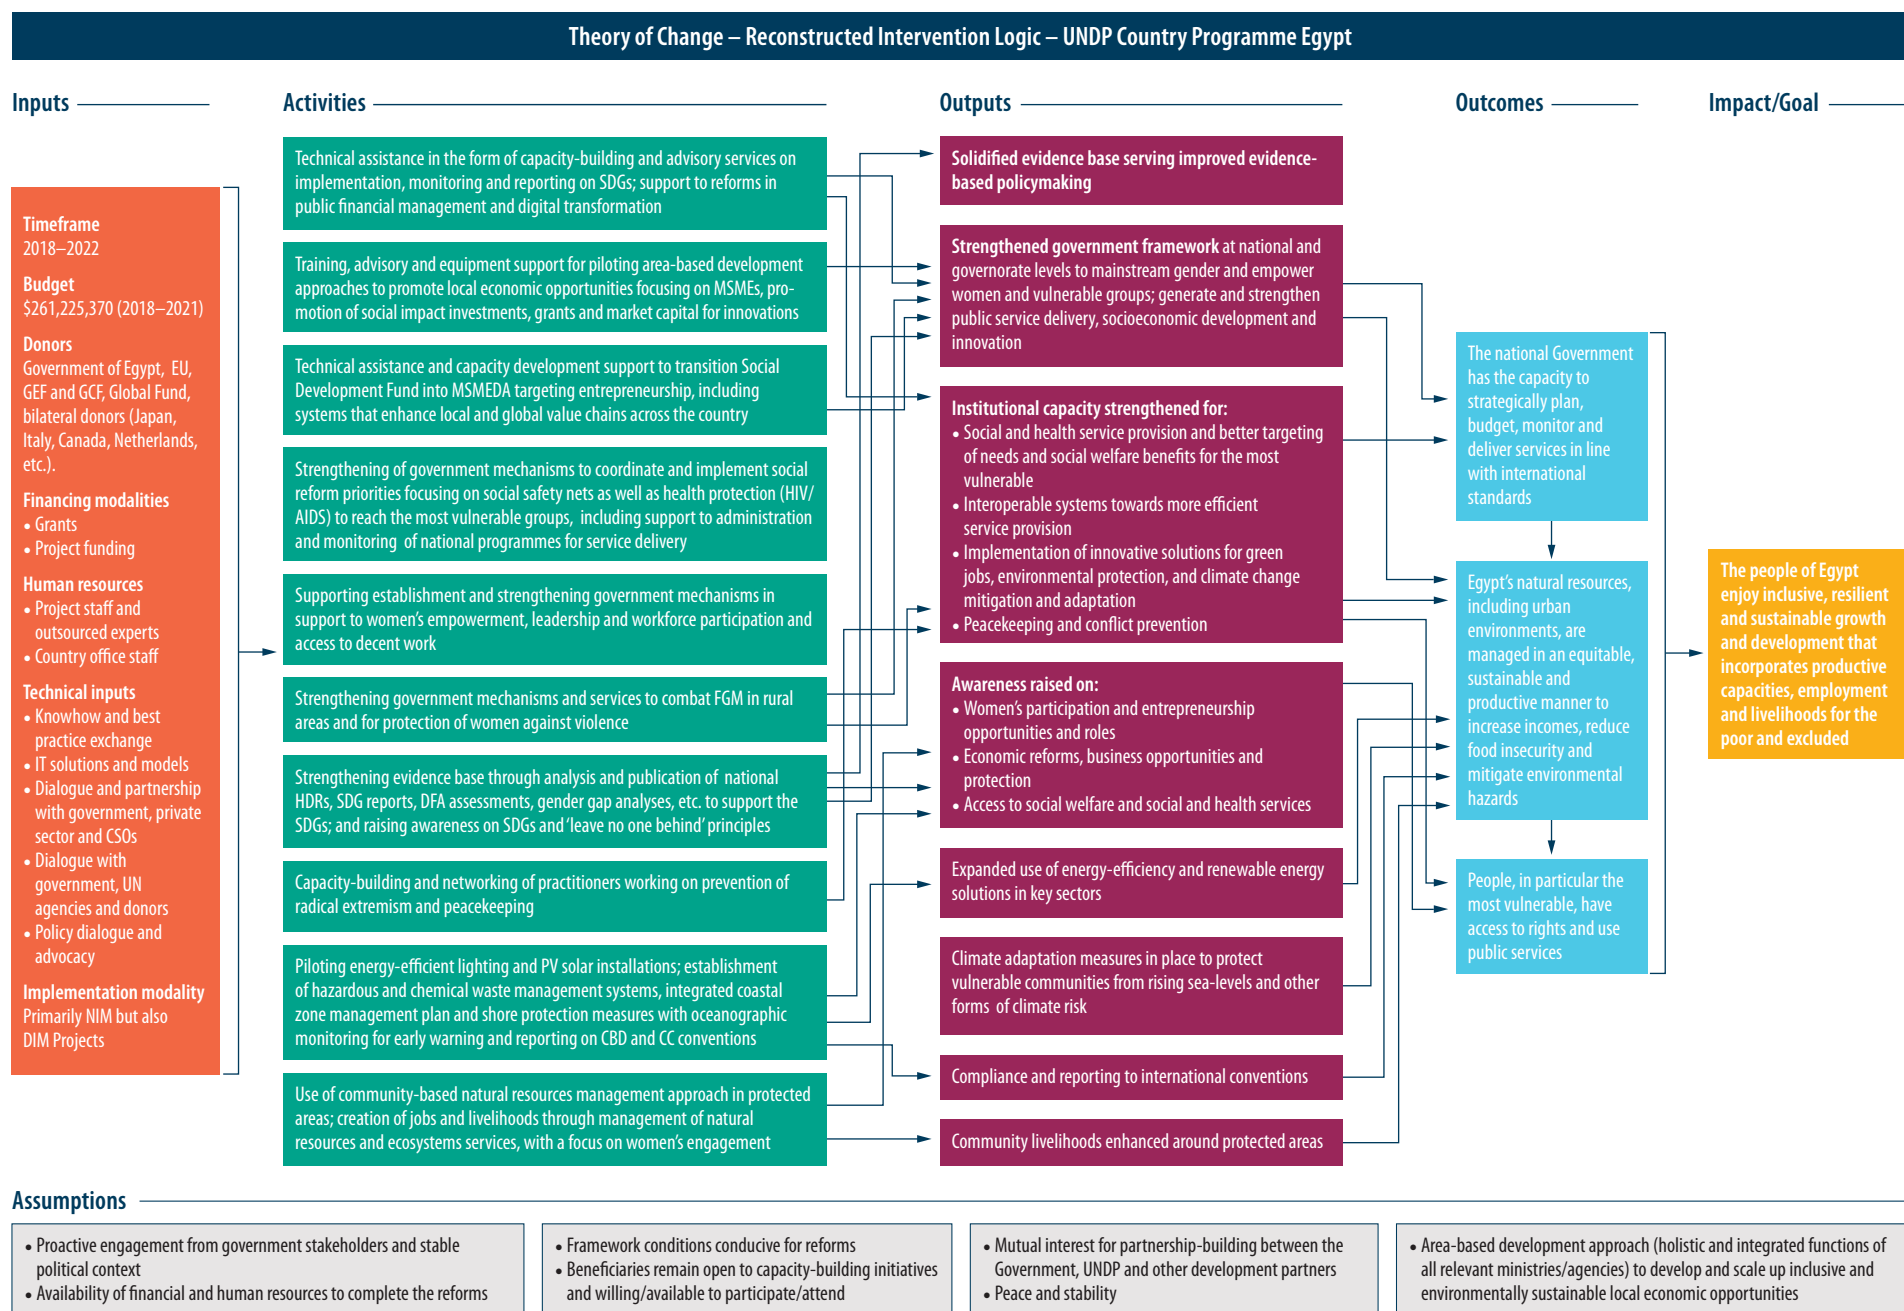 Theory of Change – Reconstructed Intervention Logic – UNDP Country Programme Egypt
Inputs
Timeframe
2018–2022
Budget
$261,225,370 (2018–2021)
Donors
Government of Egypt, EU,
GEF and GCF, Global Fund,
bilateral donors (Japan,
Italy, Canada, Netherlands,
etc.).
Financing modalities
• Grants
• Project funding
Human resources
• Project staff and
outsourced experts
• Country office staff
Technical inputs
• Knowhow and best
practice exchange
• IT solutions and models
• Dialogue and partnership
with government, private
sector and CSOs
• Dialogue with
government, UN
agencies and donors
• Policy dialogue and
advocacy
Implementation modality
Primarily NIM but also
DIM Projects
Activities
Technical assistance in the form of capacity-building and advisory services on
implementation, monitoring and reporting on SDGs; support to reforms in
public financial management and digital transformation
Training, advisory and equipment support for piloting area-based development
approaches to promote local economic opportunities focusing on MSMEs, pro-
motion of social impact investments, grants and market capital for innovations
Technical assistance and capacity development support to transition Social
Development Fund into MSMEDA targeting entrepreneurship, including
systems that enhance local and global value chains across the country
Strengthening of government mechanisms to coordinate and implement social
reform priorities focusing on social safety nets as well as health protection (HIV/
AIDS) to reach the most vulnerable groups, including support to administration
and monitoring of national programmes for service delivery
Supporting establishment and strengthening government mechanisms in
support to women's empowerment, leadership and workforce participation and
access to decent work
Strengthening government mechanisms and services to combat FGM in rural
areas and for protection of women against violence
Strengthening evidence base through analysis and publication of national
HDRs, SDG reports, DFA assessments, gender gap analyses, etc. to support the
SDGs; and raising awareness on SDGs and 'leave no one behind' principles
Capacity-building and networking of practitioners working on prevention of
radical extremism and peacekeeping
Piloting energy-efficient lighting and PV solar installations; establishment
of hazardous and chemical waste management systems, integrated coastal
zone management plan and shore protection measures with oceanographic
monitoring for early warning and reporting on CBD and CC conventions
Use of community-based natural resources management approach in protected
areas; creation of jobs and livelihoods through management of natural
resources and ecosystems services, with a focus on women's engagement
Outputs
Solidified evidence base serving improved evidence-
based policymaking
Strengthened government framework at national and
governorate levels to mainstream gender and empower
women and vulnerable groups; generate and strengthen
public service delivery, socioeconomic development and
innovation
Institutional capacity strengthened for:
• Social and health service provision and better targeting
of needs and social welfare benefits for the most
vulnerable
• Interoperable systems towards more efficient
service provision
• Implementation of innovative solutions for green
jobs, environmental protection, and climate change
mitigation and adaptation
• Peacekeeping and conflict prevention
Awareness raised on:
• Women's participation and entrepreneurship
opportunities and roles
• Economic reforms, business opportunities and
protection
• Access to social welfare and social and health services
Expanded use of energy-efficiency and renewable energy
solutions in key sectors
Climate adaptation measures in place to protect
vulnerable communities from rising sea-levels and other
forms of climate risk
Compliance and reporting to international conventions
Community livelihoods enhanced around protected areas
Outcomes
The national Government
has the capacity to
strategically plan,
budget, monitor and
deliver services in line
with international
standards
Egypt's natural resources,
including urban
environments, are
managed in an equitable,
sustainable and
productive manner to
increase incomes, reduce
food insecurity and
mitigate environmental
hazards
People, in particular the
most vulnerable, have
access to rights and use
public services
Impact/Goal
The people of Egypt
enjoy inclusive, resilient
and sustainable growth
and development that
incorporates productive
capacities, employment
and livelihoods for the
poor and excluded
Assumptions
• Proactive engagement from government stakeholders and stable
political context
• Availability of financial and human resources to complete the reforms
• Framework conditions conducive for reforms
• Beneficiaries remain open to capacity-building initiatives
and willing/available to participate/attend
• Mutual interest for partnership-building between the
Government, UNDP and other development partners
• Peace and stability
• Area-based development approach (holistic and integrated functions of
all relevant ministries/agencies) to develop and scale up inclusive and
environmentally sustainable local economic opportunities